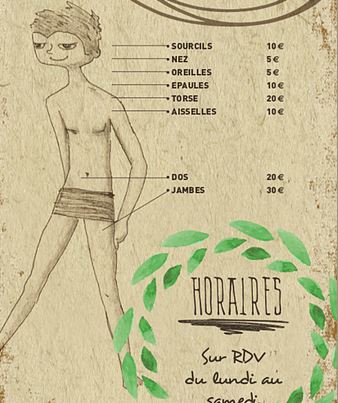 SOURCILS 10 €
NEZ 5 €
OREILLES 5 €
EPAULES 10 €
TORSE 20 €
AISSELLES 10 €
DOS 20 €
JAMBES 30 €
HORAIRES
Sur RDV
du lundi au
samedi